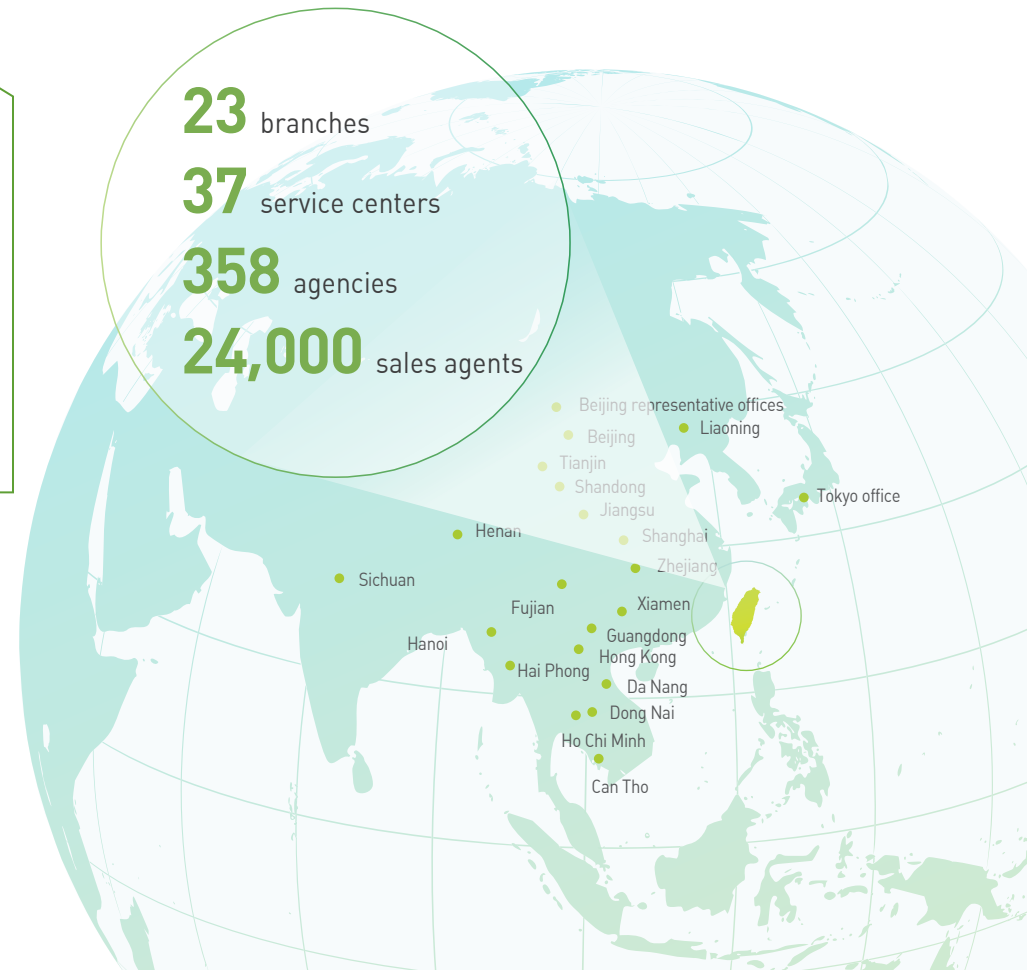 23 branches
37 service centers
358 agencies
24,000 sales agents
Beijing representative offices
Liaoning
Beijing
Tianjin
Shandong
Tokyo office
Jiangsu
Henan
Shanghai
Zhejiang
Sichuan
Fujian
Xiamen
Guangdong
Hanoi
Hong Kong
Hai Phong
Da Nang
Dong Nai
Ho Chi Minh
Can Tho